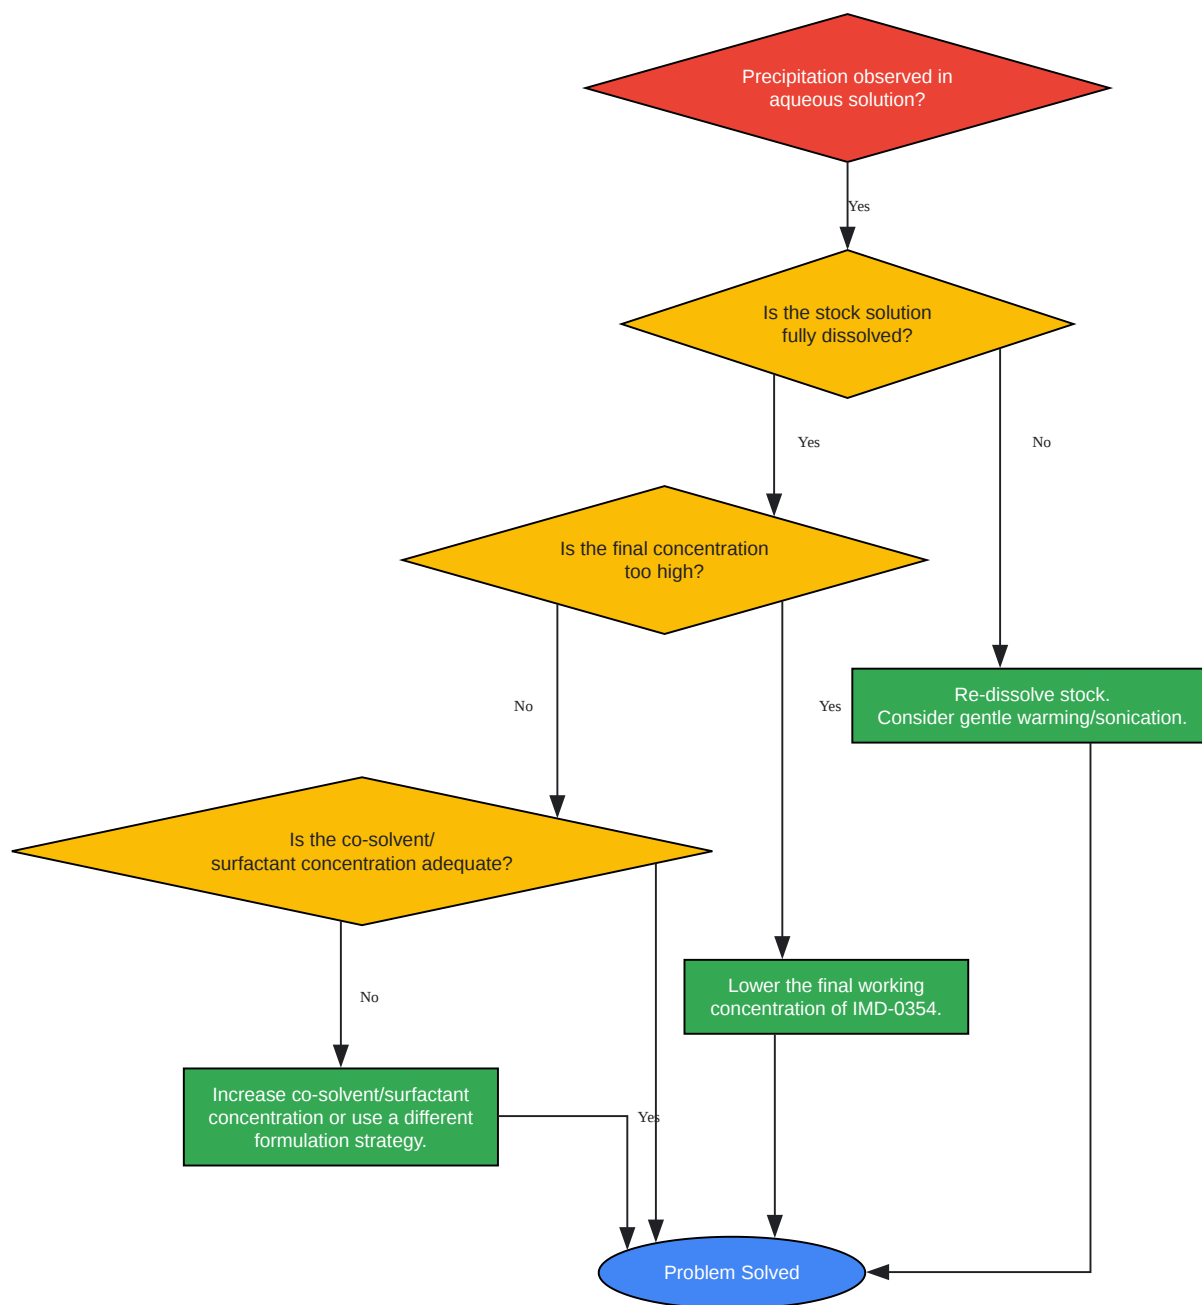 Precipitation observed in
aqueous solution?
Yes
Is the stock solution
fully dissolved?
Yes
No
Is the final concentration
too high?
No
Yes
Re-dissolve stock.
Consider gentle warming/sonication.
Is the co-solvent/
surfactant concentration adequate?
No
Lower the final working
concentration of IMD-0354.
Increase co-solvent/surfactant
concentration or use a different
formulation strategy.
Yes
Problem Solved